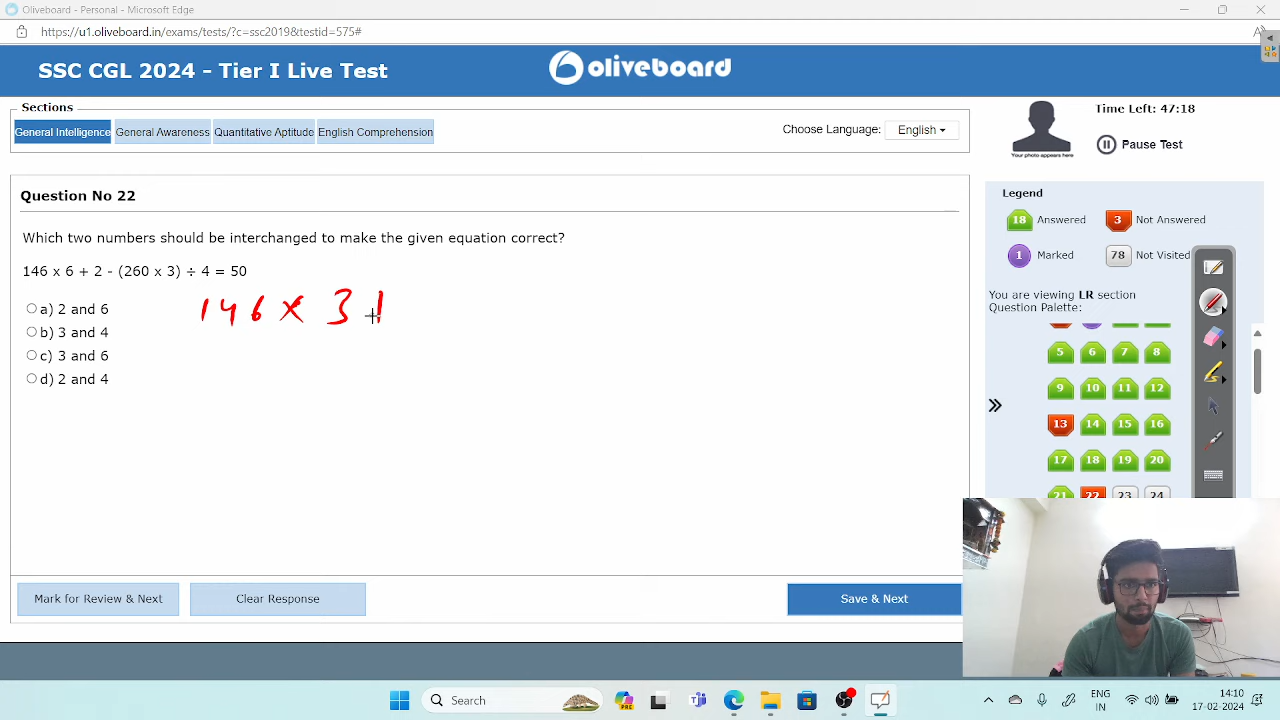 Oliveboard - Personal - Microsoft Edge
https://u1.oliveboard.in/exams/tests/?c=ssc2019&testid=575#
SSC CGL 2024 - Tier I Live Test
oliveboard
Sections
General Intelligence General Awareness Quantitative Aptitude English Comprehension
Choose Language: English
Your photo appears here
Time Left: 47:18
Pause Test
Question No 22
Which two numbers should be interchanged to make the given equation correct?
146 x 6 + 2 - (260 x 3) ÷ 4 = 50
a) 2 and 6
b) 3 and 4
c) 3 and 6
d) 2 and 4
146 × 3 +
Legend
18 Answered 3 Not Answered
1 Marked 78 Not Visited
You are viewing LR section
Question Palette:
5 6 7 8
9 10 11 12
13 14 15 16
17 18 19 20
21 22 23 24
Mark for Review & Next Clear Response Save & Next
Search
PRE
ENG
IN
14:10
17-02-2024